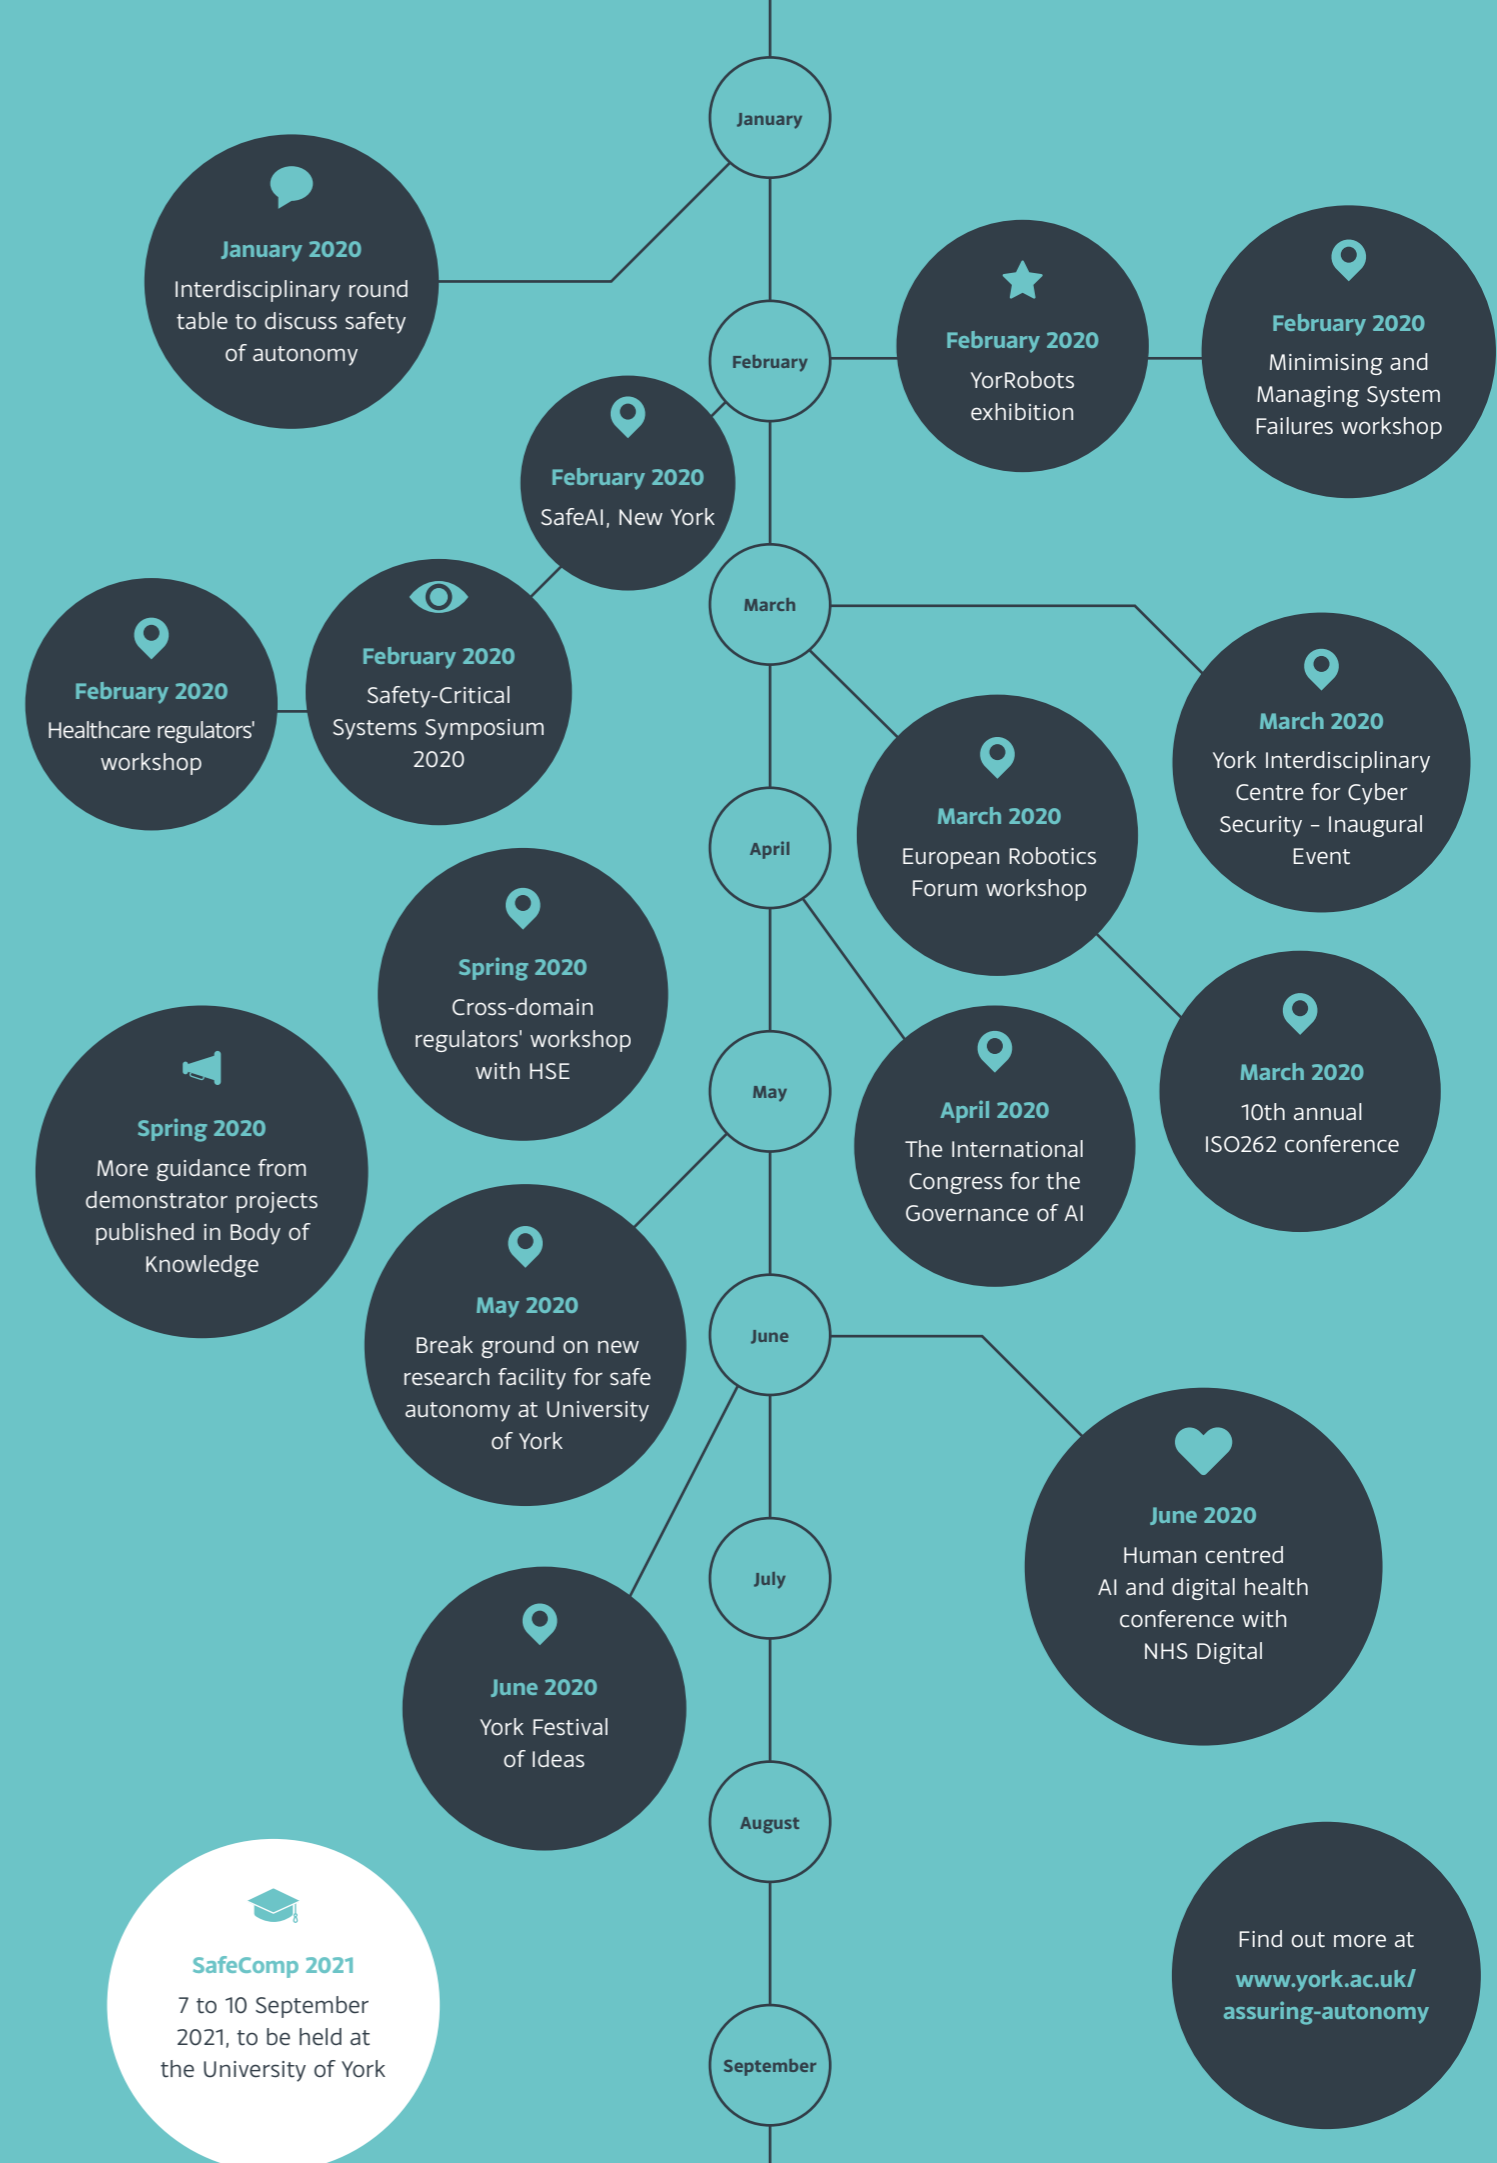 January
January 2020
Interdisciplinary round
table to discuss safety
of autonomy
February
February 2020
YorRobots
exhibition
February 2020
Minimising and
Managing System
Failures workshop
February 2020
SafeAI, New York
February 2020
Safety-Critical
Systems Symposium
2020
February 2020
Healthcare regulators'
workshop
March
March 2020
York Interdisciplinary
Centre for Cyber
Security – Inaugural
Event
March 2020
European Robotics
Forum workshop
March 2020
10th annual
ISO262 conference
April
April 2020
The International
Congress for the
Governance of AI
Spring 2020
Cross-domain
regulators' workshop
with HSE
Spring 2020
More guidance from
demonstrator projects
published in Body of
Knowledge
May
May 2020
Break ground on new
research facility for safe
autonomy at University
of York
June
June 2020
Human centred
AI and digital health
conference with
NHS Digital
June 2020
York Festival
of Ideas
July
August
September
SafeComp 2021
7 to 10 September
2021, to be held at
the University of York
Find out more at
www.york.ac.uk/
assuring-autonomy